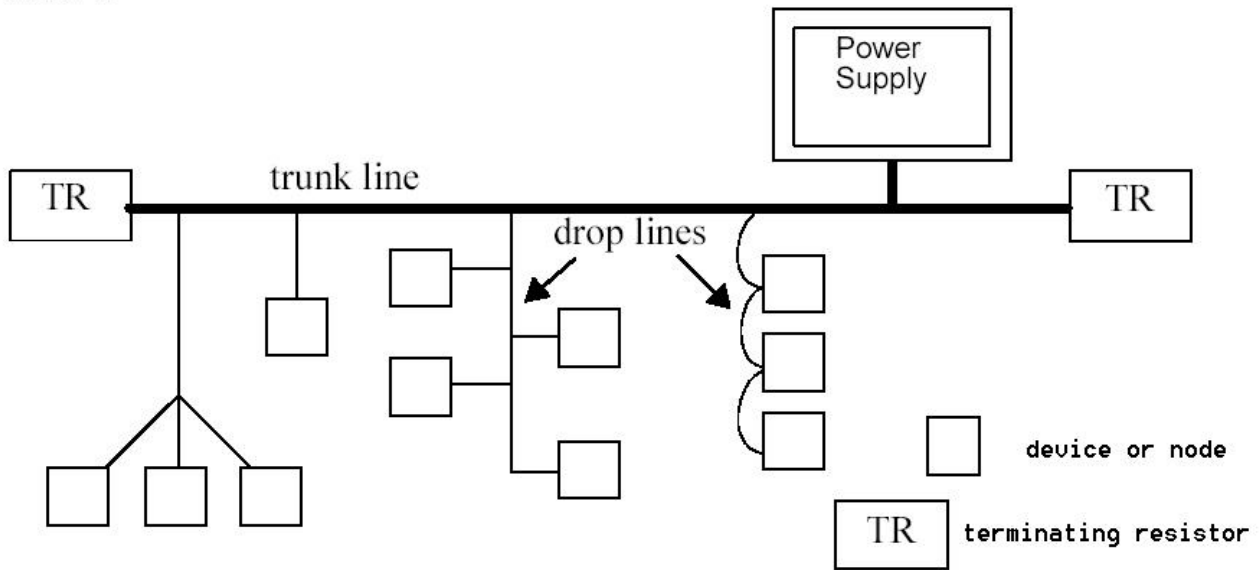 Power
Supply
TR
trunk line
TR
drop lines
device or node
TR
terminating resistor